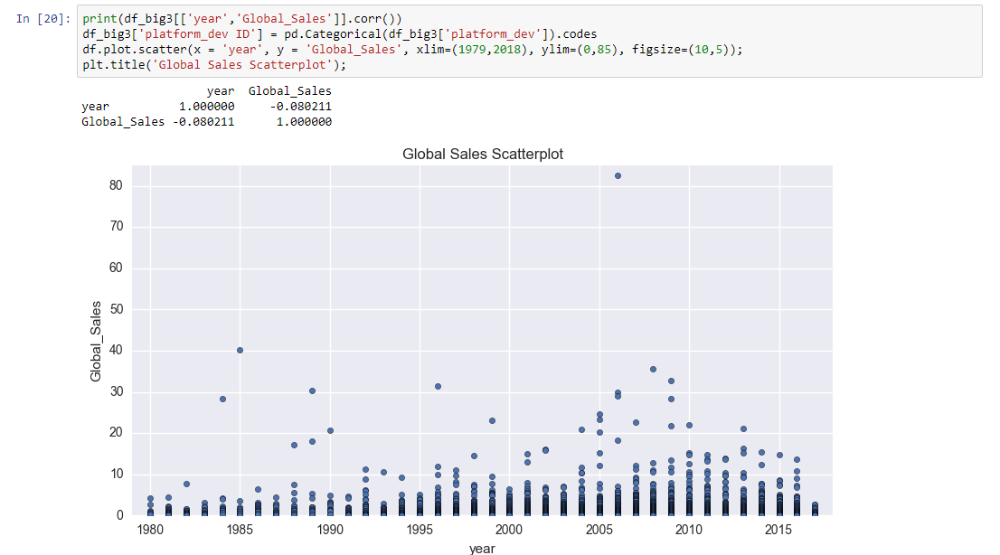 In [20]: print(df_big3[['year','Global_Sales']].corr())
df_big3['platform_dev ID'] = pd.Categorical(df_big3['platform_dev']).codes
df.plot.scatter(x = 'year', y = 'Global_Sales', xlim=(1979,2018), ylim=(0,85), figsize=(10,5));
plt.title('Global Sales Scatterplot');
year Global_Sales
year 1.000000 -0.080211
Global_Sales -0.080211 1.000000
Global Sales Scatterplot
80
70
60
50
40
30
20
10
0
Global_Sales
1980 1985 1990 1995 2000 2005 2010 2015
year